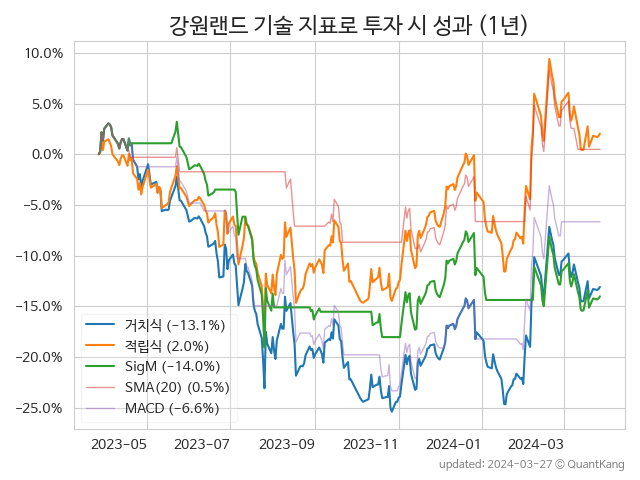 강원랜드 기술 지표로 투자 시 성과 (1년)
10.0%
5.0%
0.0%
−5.0%
−10.0%
−15.0%
−20.0%
−25.0%
거치식 (−13.1%)
적립식 (2.0%)
SigM (−14.0%)
SMA(20) (0.5%)
MACD (−6.6%)
2023-05 2023-07 2023-09 2023-11 2024-01 2024-03
updated: 2024-03-27 © QuantKang